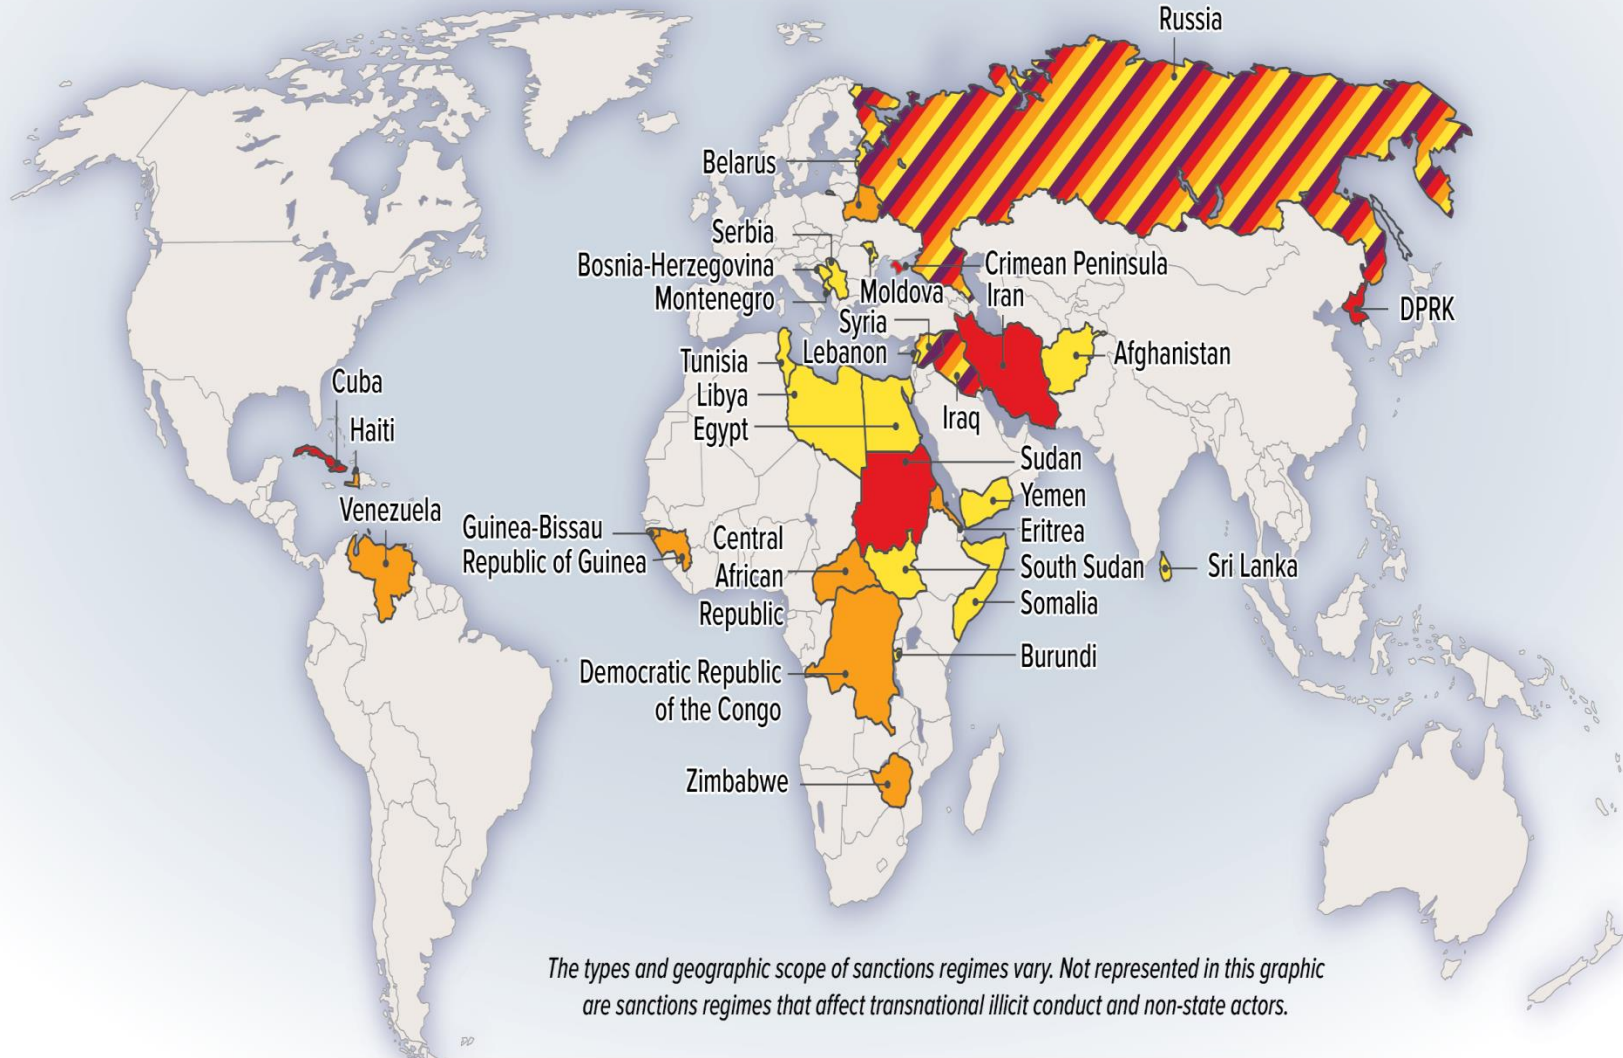 Russia
Belarus
Serbia
Bosnia-Herzegovina
Montenegro
Moldova
Crimean Peninsula
Iran
DPRK
Syria
Lebanon
Afghanistan
Tunisia
Libya
Egypt
Iraq
Cuba
Haiti
Venezuela
Sudan
Yemen
Eritrea
Guinea-Bissau
Republic of Guinea
Central
African
Republic
South Sudan
Sri Lanka
Somalia
Burundi
Democratic Republic
of the Congo
Zimbabwe
The types and geographic scope of sanctions regimes vary. Not represented in this graphic
are sanctions regimes that affect transnational illicit conduct and non-state actors.